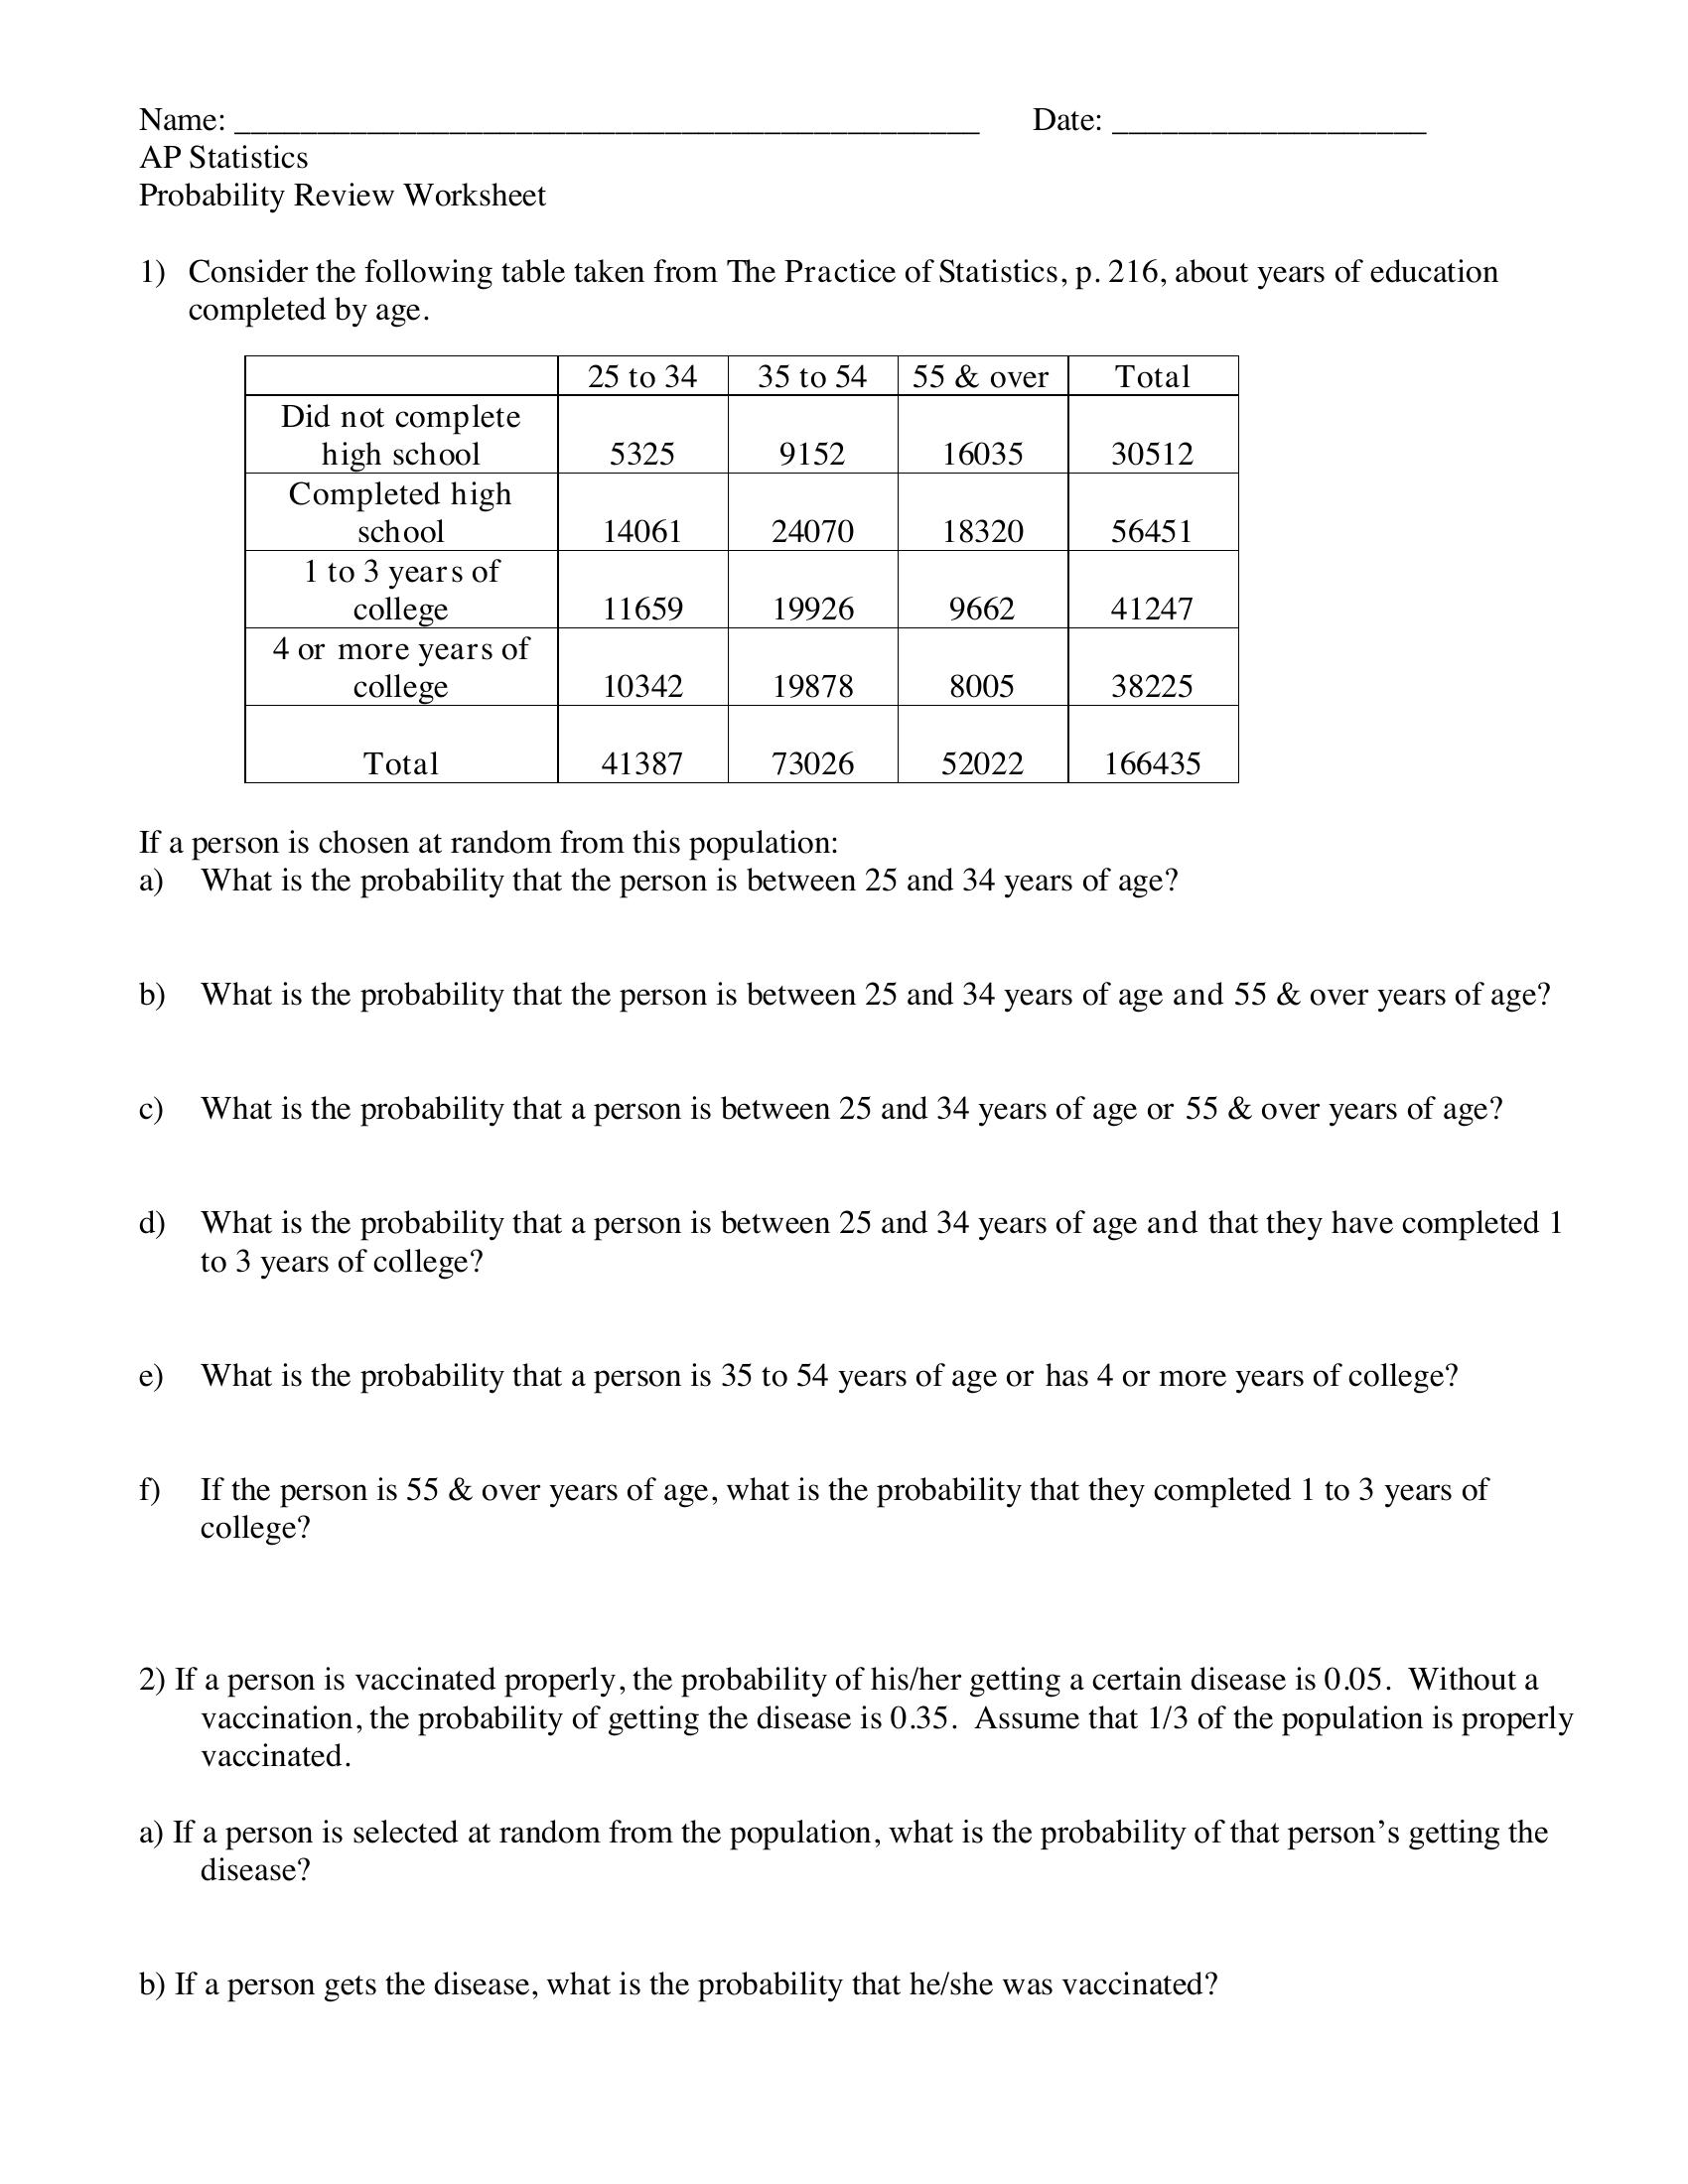 Name: _____________________________________________ Date: ___________________
AP Statistics
Probability Review Worksheet
1) Consider the following table taken from The Practice of Statistics, p. 216, about years of education
completed by age.
25 to 34 35 to 54 55 & over Total
Did not complete
high school 5325 9152 16035 30512
Completed high
school 14061 24070 18320 56451
1 to 3 years of
college 11659 19926 9662 41247
4 or more years of
college 10342 19878 8005 38225
Total 41387 73026 52022 166435
If a person is chosen at random from this population:
a) What is the probability that the person is between 25 and 34 years of age?
b) What is the probability that the person is between 25 and 34 years of age and 55 & over years of age?
c) What is the probability that a person is between 25 and 34 years of age or 55 & over years of age?
d) What is the probability that a person is between 25 and 34 years of age and that they have completed 1
to 3 years of college?
e) What is the probability that a person is 35 to 54 years of age or has 4 or more years of college?
f) If the person is 55 & over years of age, what is the probability that they completed 1 to 3 years of
college?
2) If a person is vaccinated properly, the probability of his/her getting a certain disease is 0.05. Without a
vaccination, the probability of getting the disease is 0.35. Assume that 1/3 of the population is properly
vaccinated.
a) If a person is selected at random from the population, what is the probability of that person’s getting the
disease?
b) If a person gets the disease, what is the probability that he/she was vaccinated?